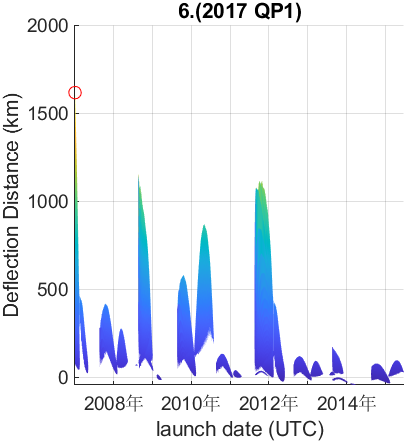 6.(2017 QP1)
2000
1500
1000
500
0
Deflection Distance (km)
2008年 2010年 2012年 2014年
launch date (UTC)